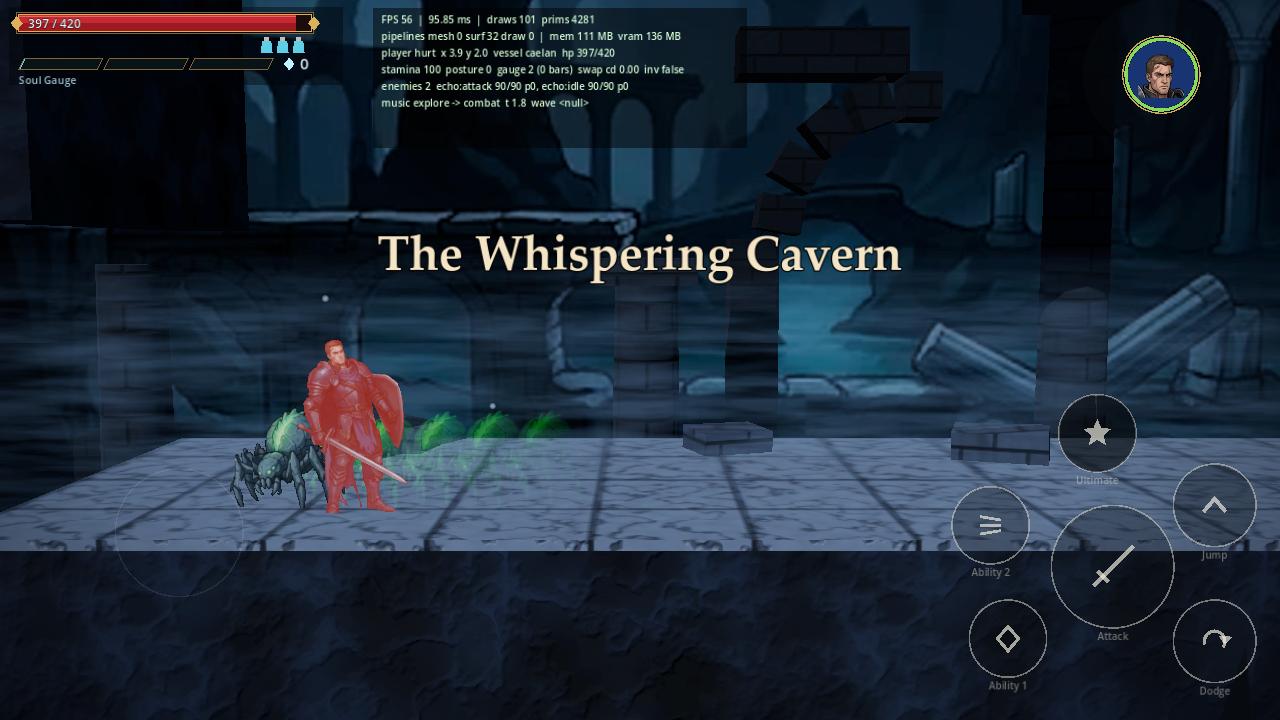 397 / 420
0
Soul Gauge
FPS 56 | 95.85 ms | draws 101 prims 4281
pipelines mesh 0 surf 32 draw 0 | mem 111 MB vram 136 MB
player hurt x 3.9 y 2.0 vessel caelan hp 397/420
stamina 100 posture 0 gauge 2 (0 bars) swap cd 0.00 inv false
enemies 2 echo:attack 90/90 p0, echo:idle 90/90 p0
music explore -> combat t 1.8 wave <null>
The Whispering Cavern
Ultimate
Jump
Ability 2
Attack
Ability 1
Dodge